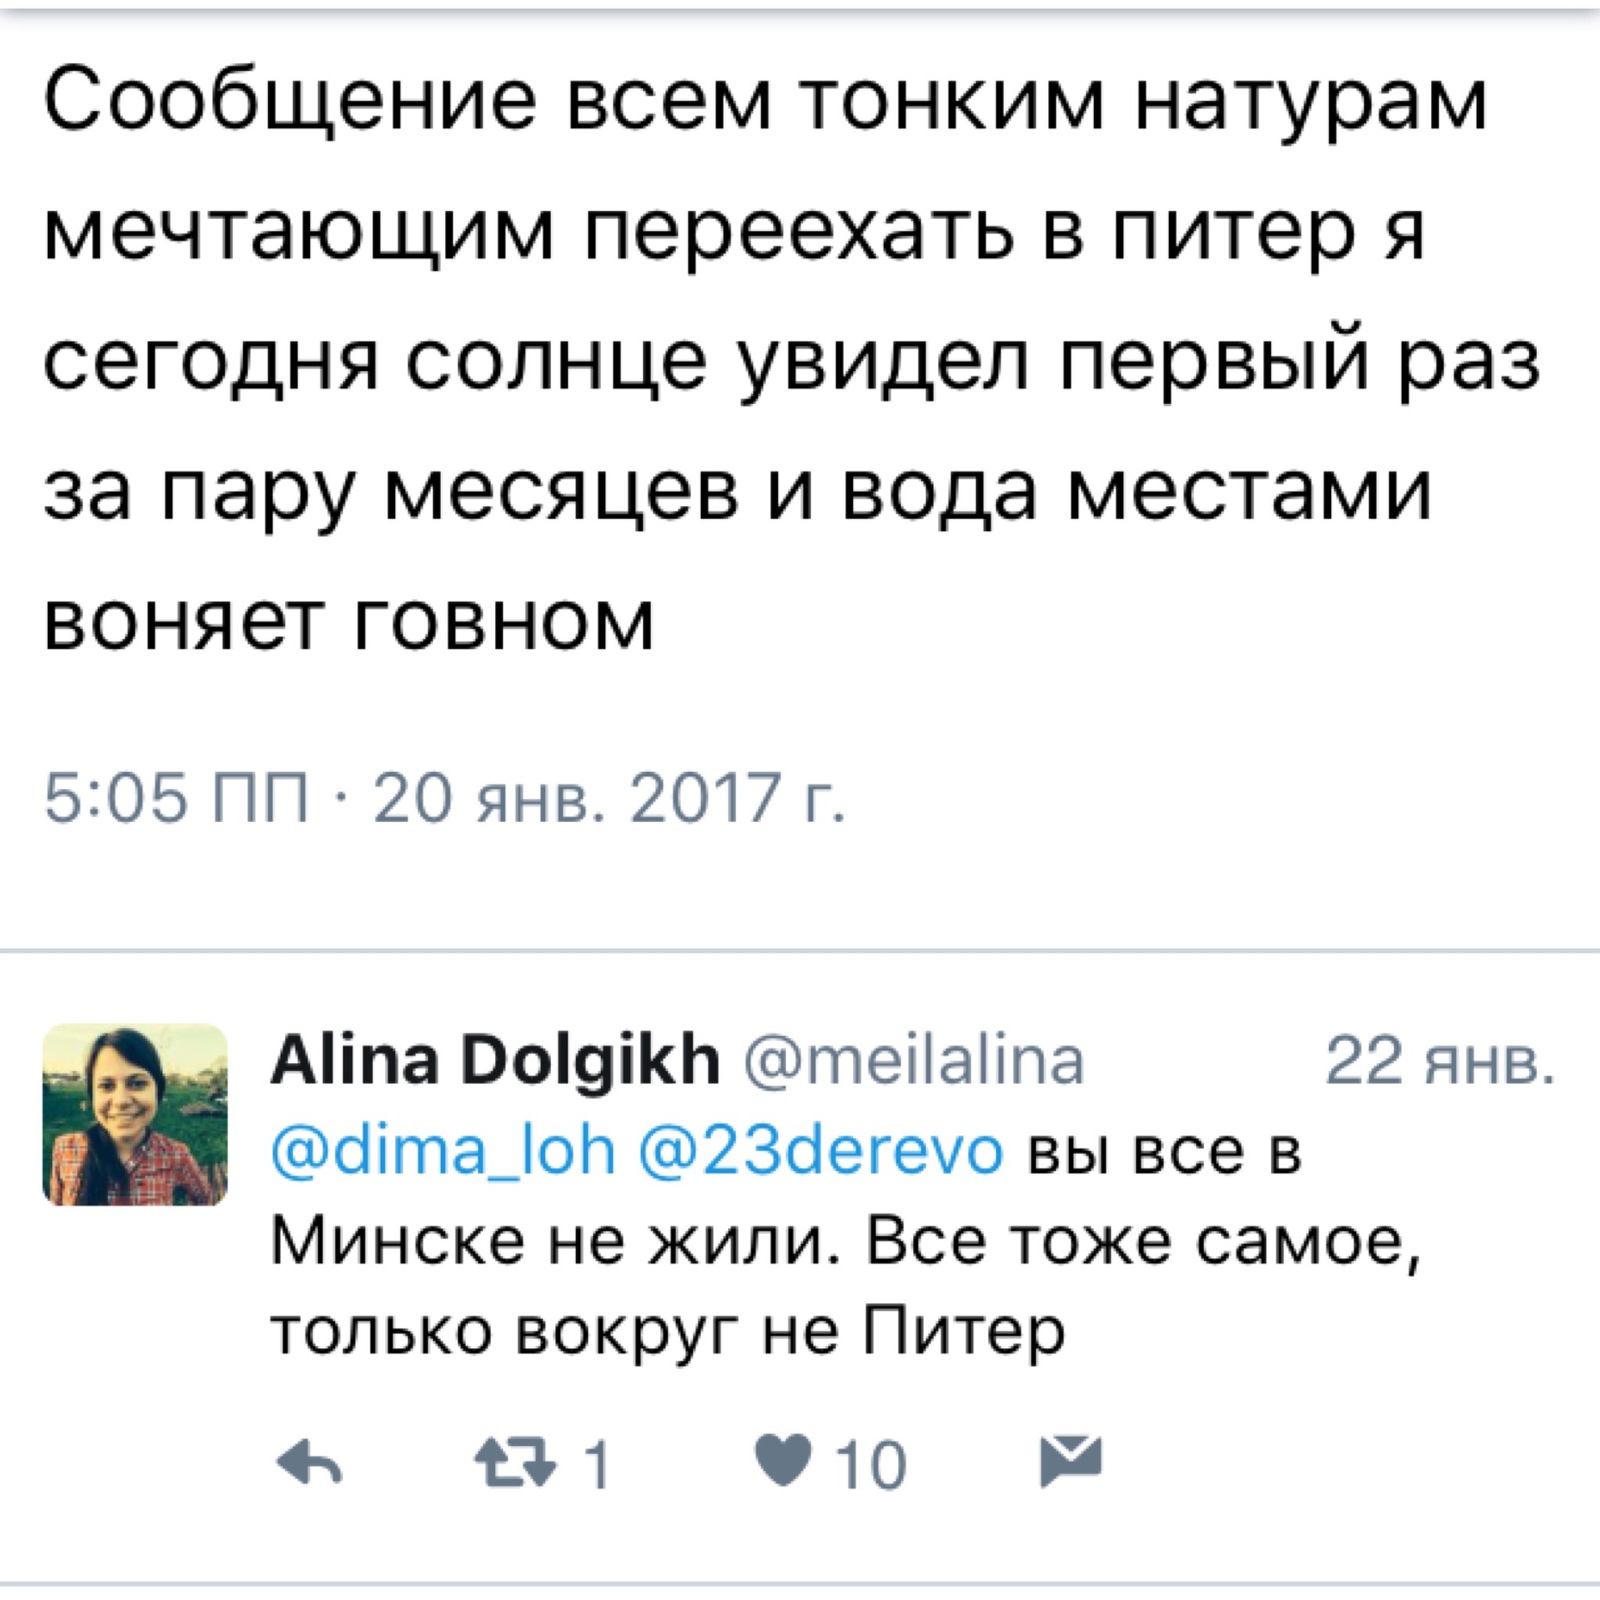 Сообщение всем тонким натурам
мечтающим переехать в питер я
сегодня солнце увидел первый раз
за пару месяцев и вода местами
воняет говном
5:05 ПП · 20 янв. 2017 г.
Alina Dolgikh @meilalina 22 янв.
@dima_loh @23derevo вы все в
Минске не жили. Все тоже самое,
только вокруг не Питер
1 10